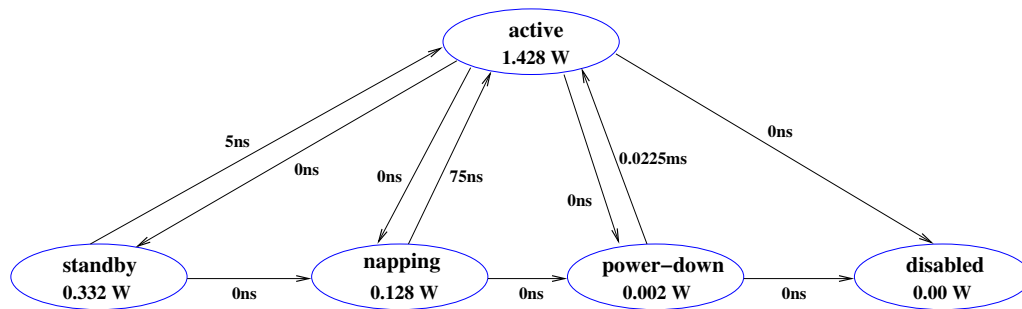 active
1.428 W
5ns
0ns
0ns
75ns
0ns
0.0225ms
0ns
standby
0.332 W
0ns
napping
0.128 W
0ns
power−down
0.002 W
0ns
disabled
0.00 W